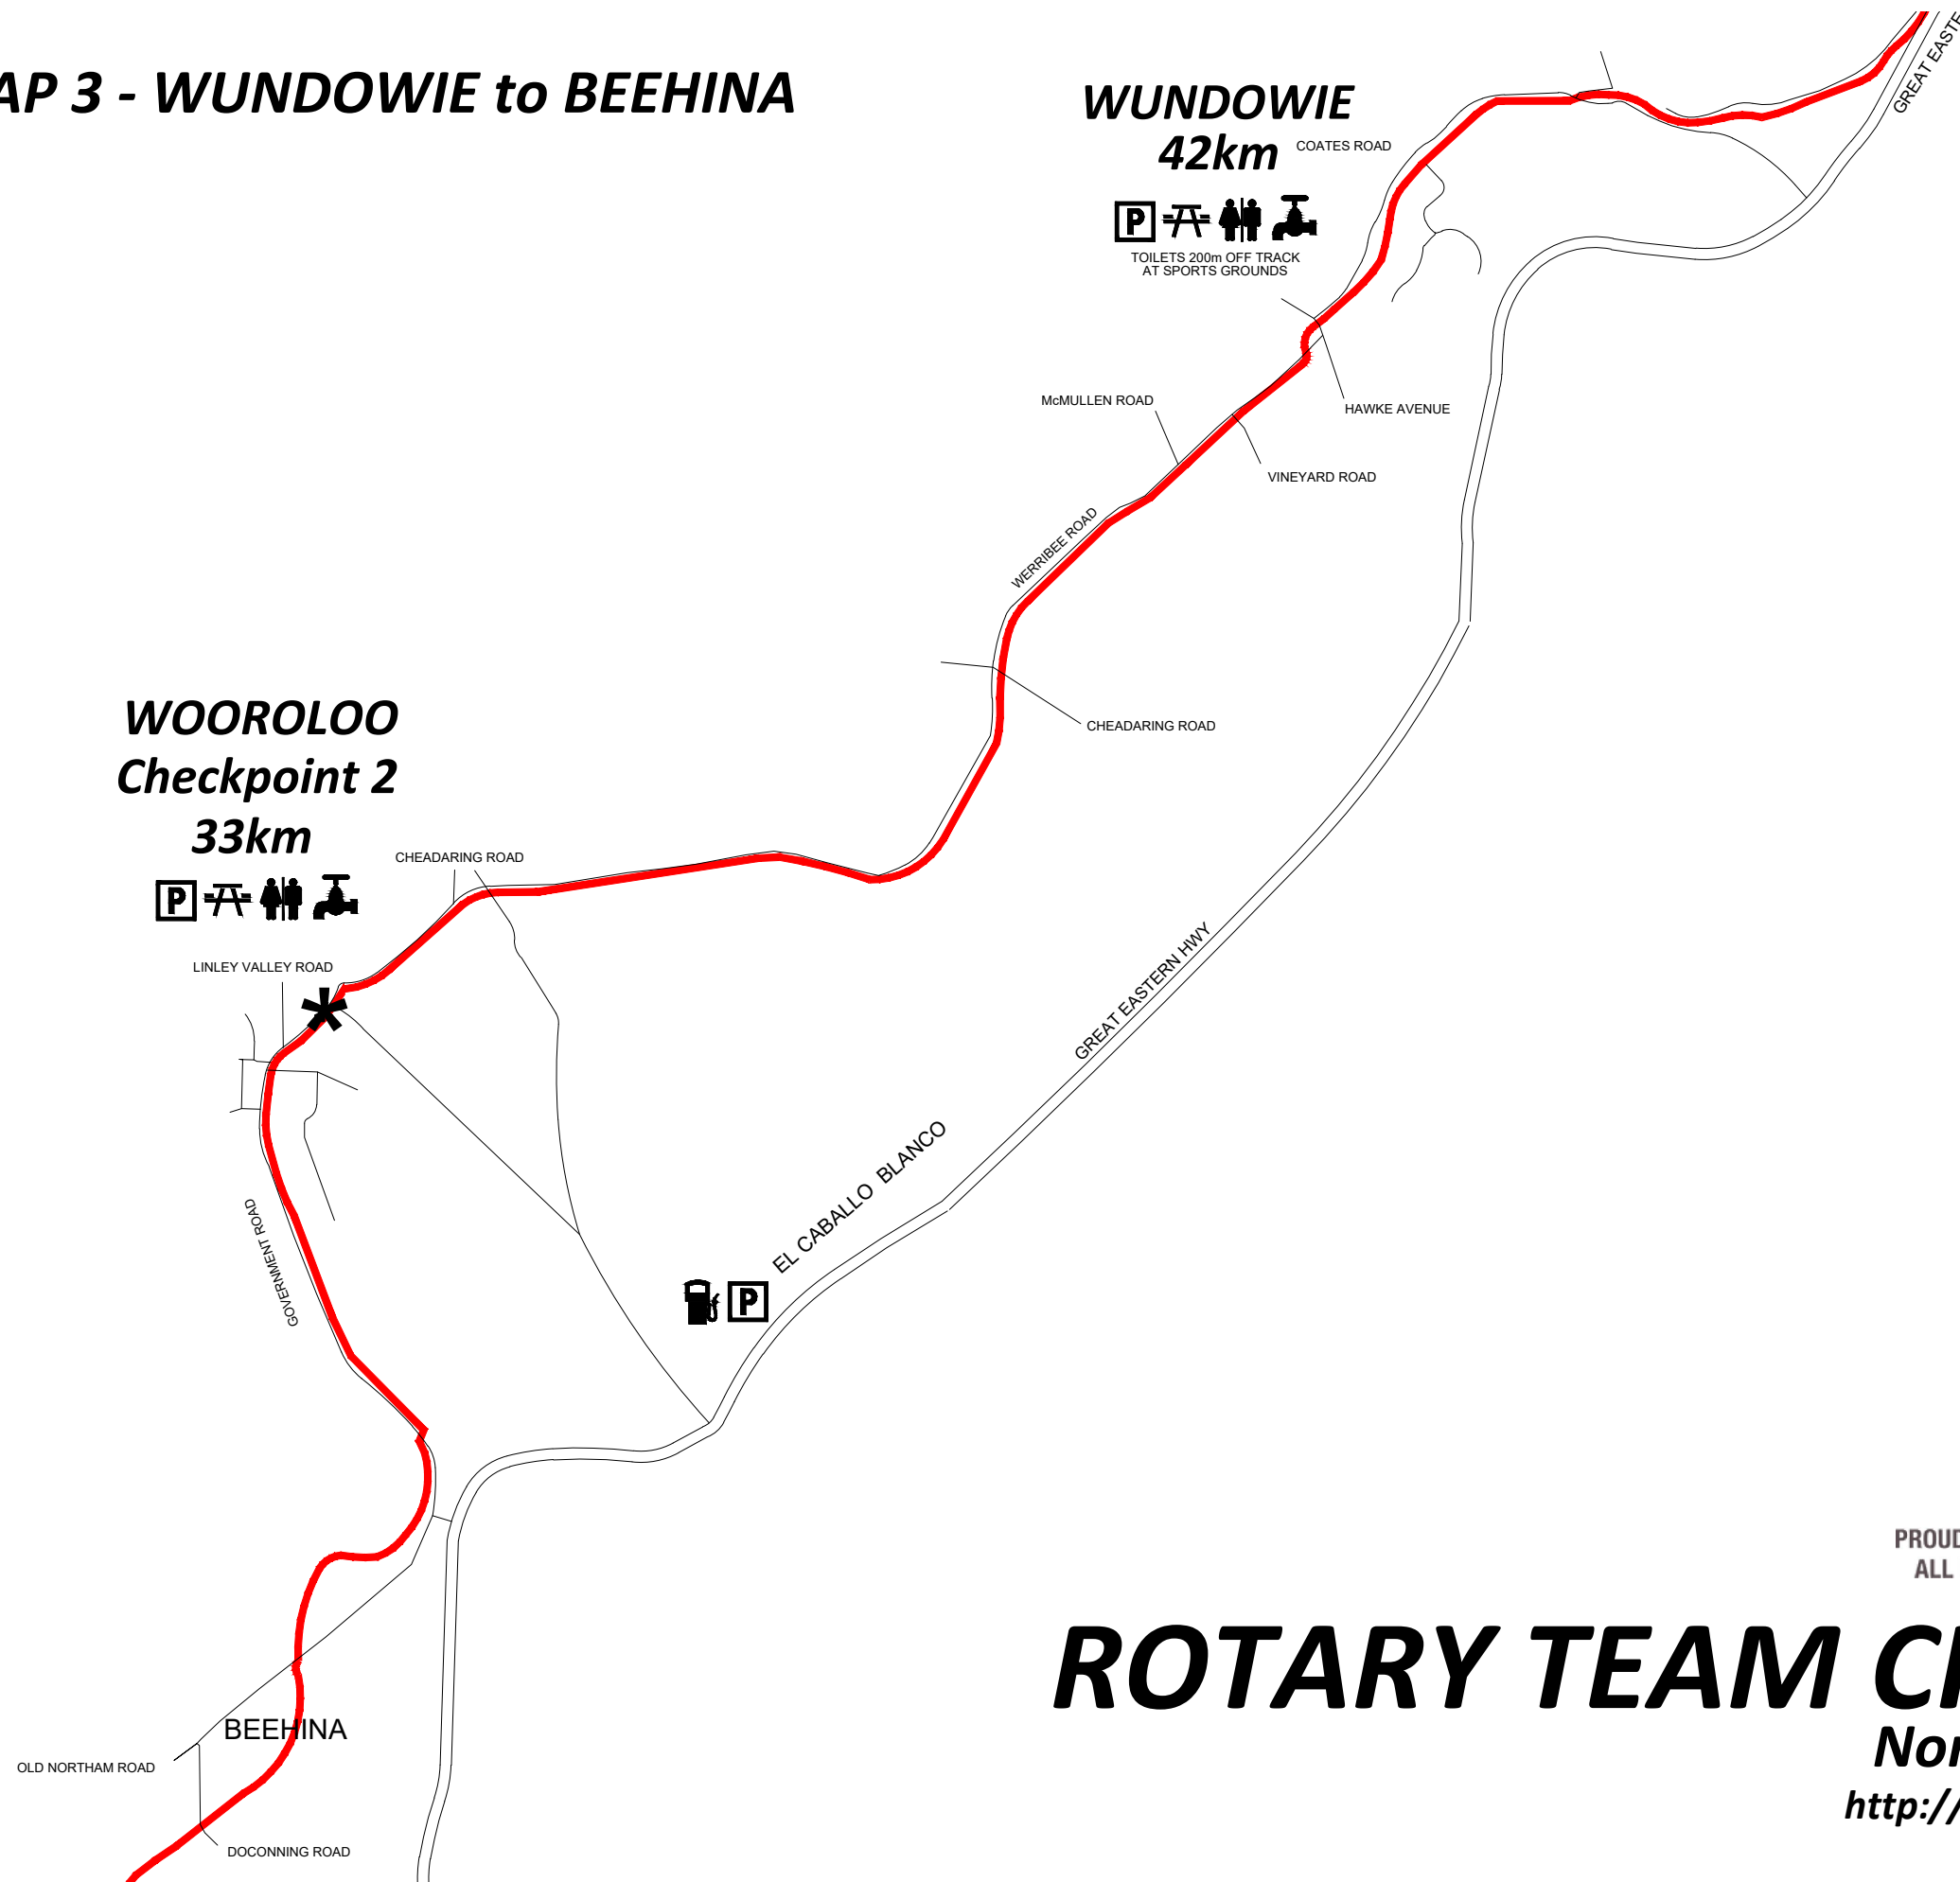 AP 3 - WUNDOWIE to BEEHINA
GREAT EASTE
WUNDOWIE
42km
COATES ROAD
P
TOILETS 200m OFF TRACK
AT SPORTS GROUNDS
McMULLEN ROAD
HAWKE AVENUE
VINEYARD ROAD
WERRIBEE ROAD
CHEADARING ROAD
WOOROLOO
Checkpoint 2
33km
CHEADARING ROAD
P
LINLEY VALLEY ROAD
*
GREAT EASTERN HWY
EL CABALLO BLANCO
GOVERNMENT ROAD
P
PROUD
ALL
ROTARY TEAM C
BEEHINA
Nor
OLD NORTHAM ROAD
http://
DOCONNING ROAD